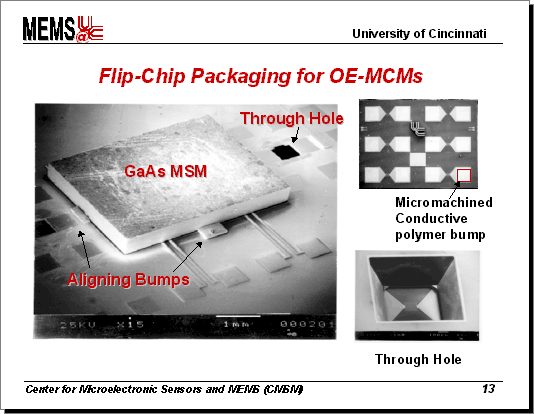 MEMS@UC
University of Cincinnati
Flip-Chip Packaging for OE-MCMs
Through Hole
GaAs MSM
Aligning Bumps
25KU X15 1mm 000201
Micromachined
Conductive
polymer bump
Through Hole
Center for Microelectronic Sensors and MEMS (CMSM)
13